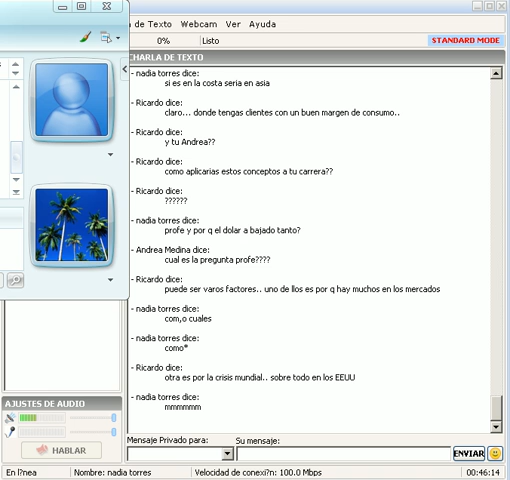 a de Texto Webcam Ver Ayuda
0% Listo STANDARD MODE
CHARLA DE TEXTO
- nadia torres dice:
si es en la costa seria en asia
- Ricardo dice:
claro... donde tengas clientes con un buen margen de consumo..
- Ricardo dice:
y tu Andrea??
- Ricardo dice:
como aplicarias estos conceptos a tu carrera??
- Ricardo dice:
??????
- nadia torres dice:
profe y por q el dolar a bajado tanto?
- Andrea Medina dice:
cual es la pregunta profe????
- Ricardo dice:
puede ser varos factores.. uno de llos es por q hay muchos en los mercados
- nadia torres dice:
com,o cuales
- nadia torres dice:
como*
- Ricardo dice:
otra es por la crisis mundial.. sobre todo en los EEUU
- nadia torres dice:
mmmmmm
AJUSTES DE AUDIO
HABLAR
Mensaje Privado para: Su mensaje:
ENVIAR
En l?nea Nombre: nadia torres Velocidad de conexi?n: 100.0 Mbps 00:46:14